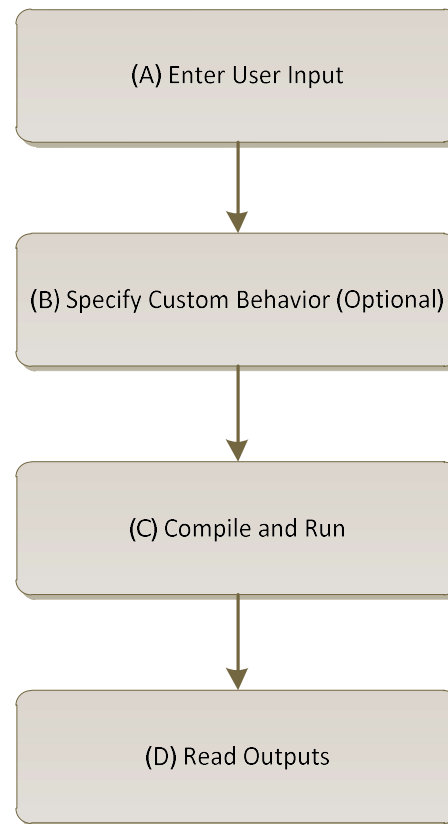 (A) Enter User Input
(B) Specify Custom Behavior (Optional)
(C) Compile and Run
(D) Read Outputs